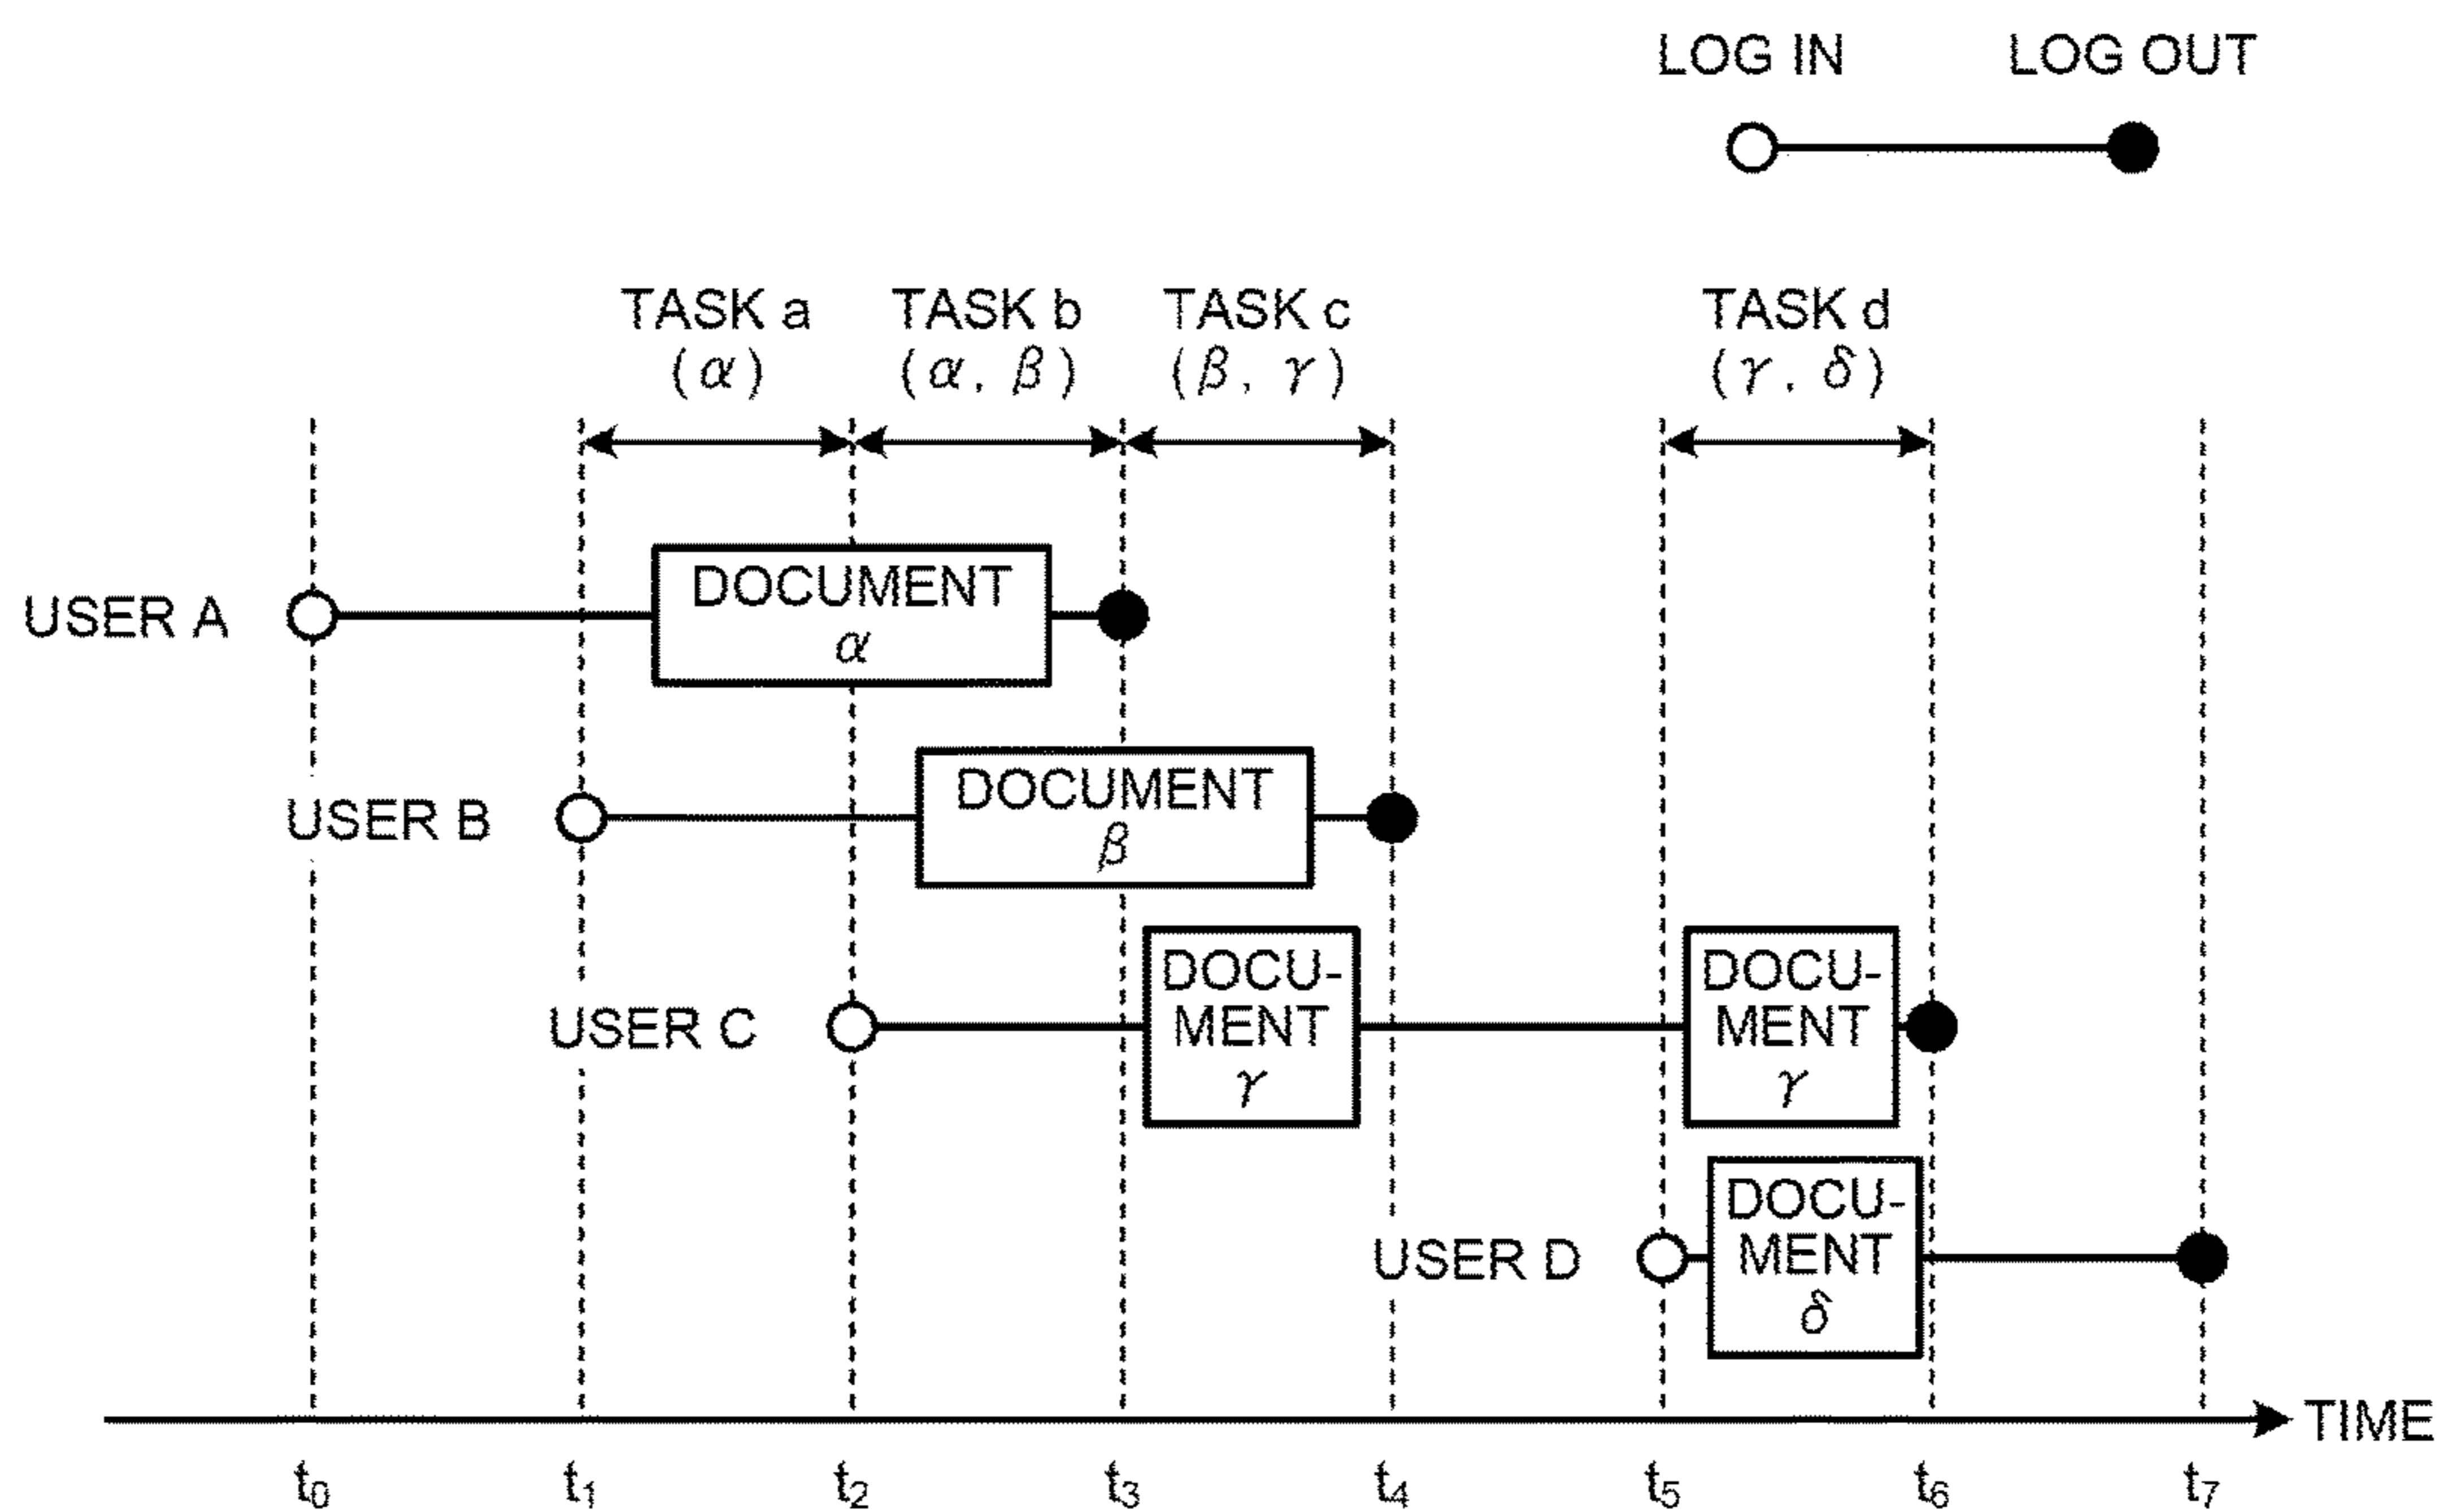 LOG IN LOG OUT
TASK a TASK b TASK c TASK d
(α) (α, β) (β, γ) (γ, δ)
USER A
DOCUMENT
α
USER B
DOCUMENT
β
USER C
DOCU-
MENT
γ
DOCU-
MENT
γ
USER D
DOCU-
MENT
δ
TIME
t₀ t₁ t₂ t₃ t₄ t₅ t₆ t₇